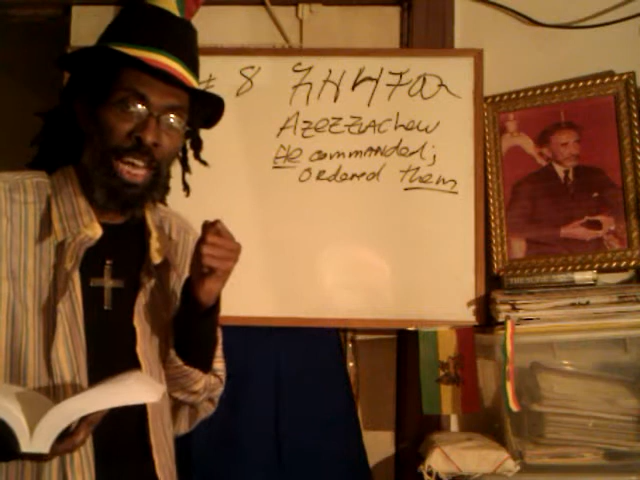 # 8 አዘዛቸው
Azezzachew
He commanded;
ordered them